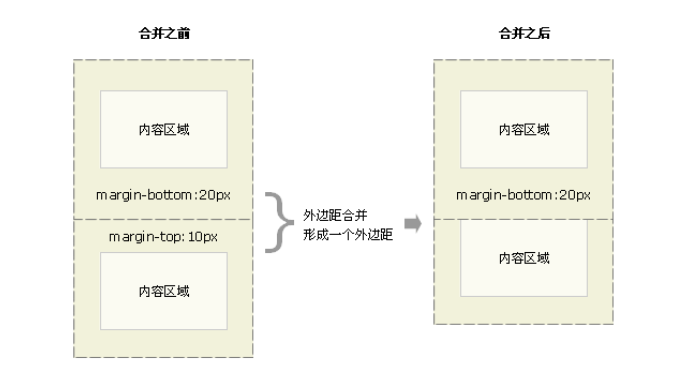 合并之前
合并之后
内容区域
margin-bottom:20px
margin-top:10px
内容区域
外边距合并
形成一个外边距
内容区域
margin-bottom:20px
内容区域